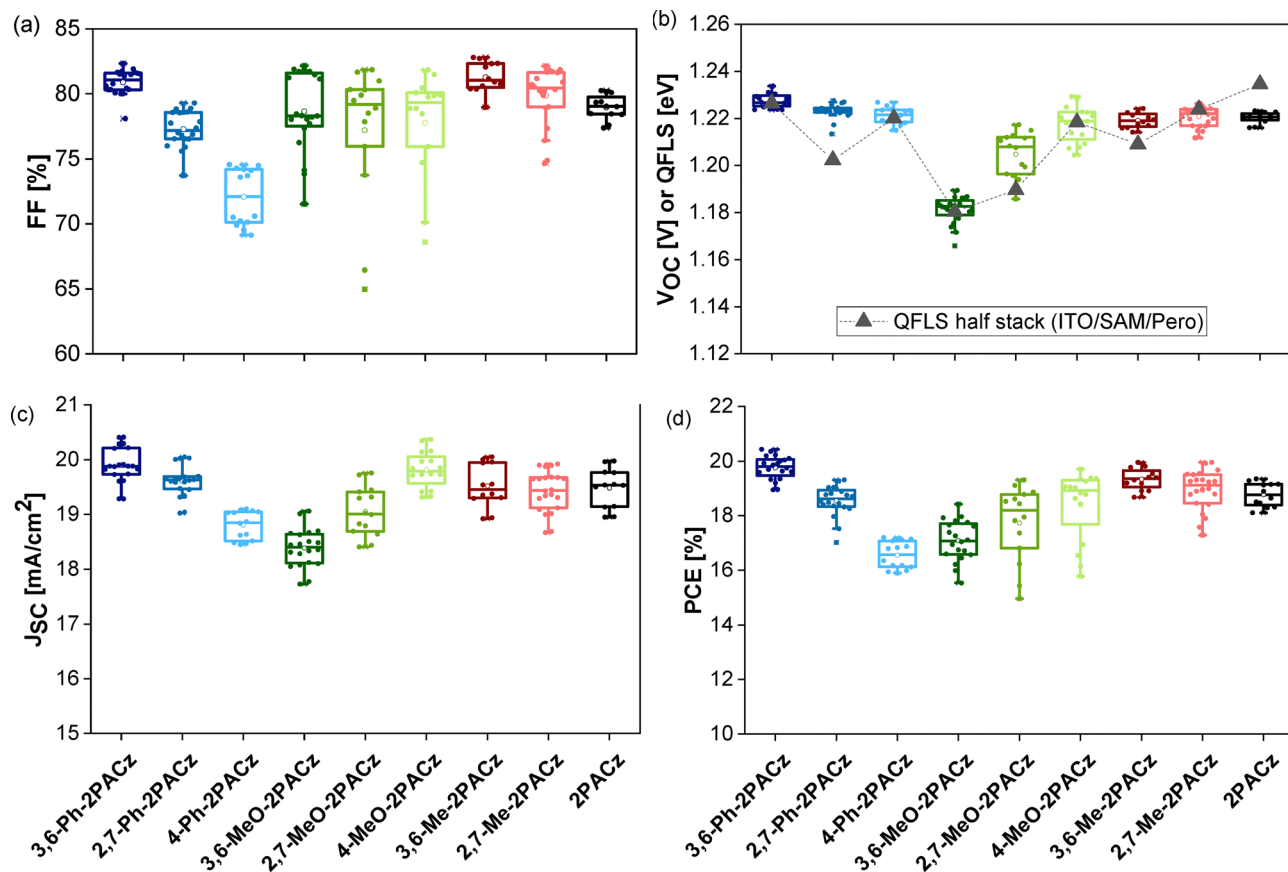 (a)
85
80
75
70
65
60
FF [%]
(b)
1.26
1.24
1.22
1.20
1.18
1.16
1.14
1.12
VOC [V] or QFLS [eV]
QFLS half stack (ITO/SAM/Pero)
(c)
21
20
19
18
17
16
15
JSC [mA/cm2]
3,6-Ph-2PACz
2,7-Ph-2PACz
4-Ph-2PACz
3,6-MeO-2PACz
2,7-MeO-2PACz
4-MeO-2PACz
3,6-Me-2PACz
2,7-Me-2PACz
2PACz
(d)
22
20
18
16
14
12
10
PCE [%]
3,6-Ph-2PACz
2,7-Ph-2PACz
4-Ph-2PACz
3,6-MeO-2PACz
2,7-MeO-2PACz
4-MeO-2PACz
3,6-Me-2PACz
2,7-Me-2PACz
2PACz